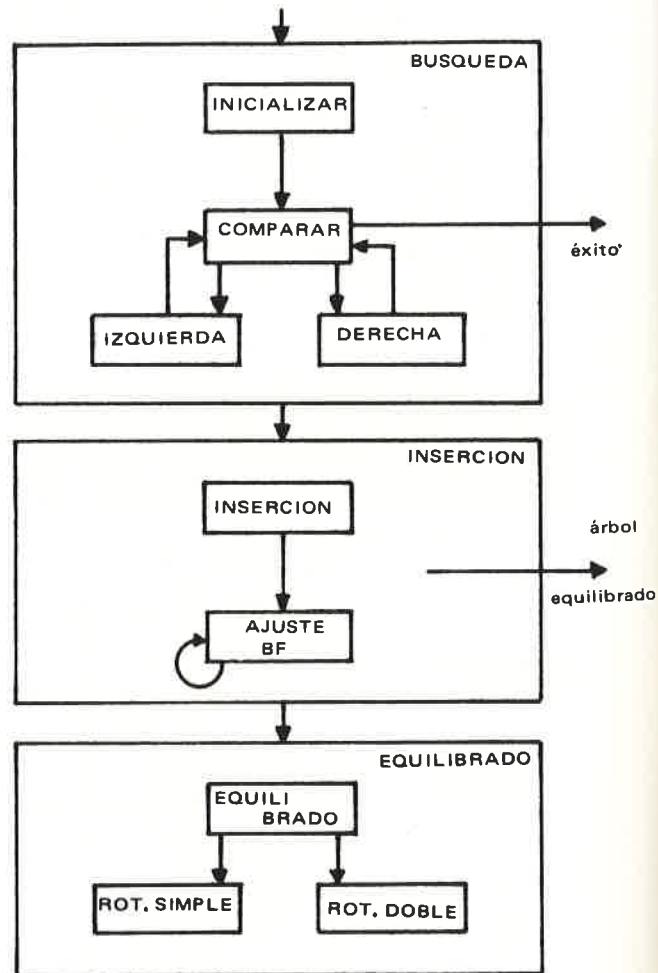 BUSQUEDA
INICIALIZAR
COMPARAR
éxito
IZQUIERDA
DERECHA
INSERCION
INSERCION
árbol
equilibrado
AJUSTE
BF
EQUILIBRADO
EQUILI
BRADO
ROT. SIMPLE
ROT. DOBLE